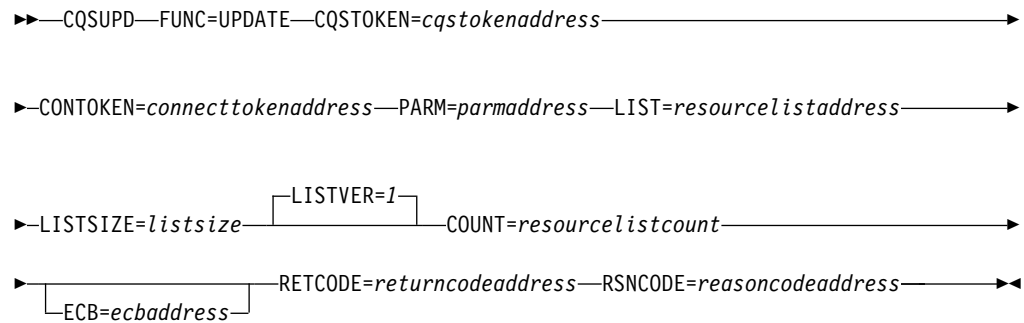 CQSUPD FUNC=UPDATE CQSTOKEN=cqstokenaddress
CONTOKEN=connecttokenaddress PARM=parmaddress LIST=resourcelistaddress
LISTVER=1
LISTSIZE=listsize COUNT=resourcelistcount
RETCODE=returncodeaddress RSNCODE=reasoncodeaddress
ECB=ecbaddress